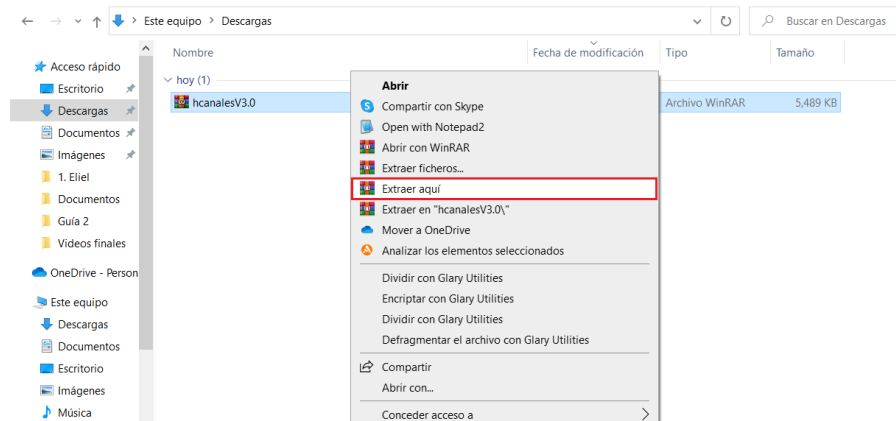 Este equipo > Descargas
Buscar en Descargas
Nombre Fecha de modificación Tipo Tamaño
Acceso rápido
Escritorio
Descargas
Documentos
Imágenes
1. Eliel
Documentos
Guía 2
Videos finales
OneDrive - Person
Este equipo
Descargas
Documentos
Escritorio
Imágenes
Música
hoy (1)
hcanalesV3.0 Archivo WinRAR 5,489 KB
Abrir
Compartir con Skype
Open with Notepad2
Abrir con WinRAR
Extraer ficheros...
Extraer aquí
Extraer en "hcanalesV3.0\"
Mover a OneDrive
Analizar los elementos seleccionados
Dividir con Glary Utilities
Encriptar con Glary Utilities
Dividir con Glary Utilities
Defragmentar el archivo con Glary Utilities
Compartir
Abrir con...
Conceder acceso a